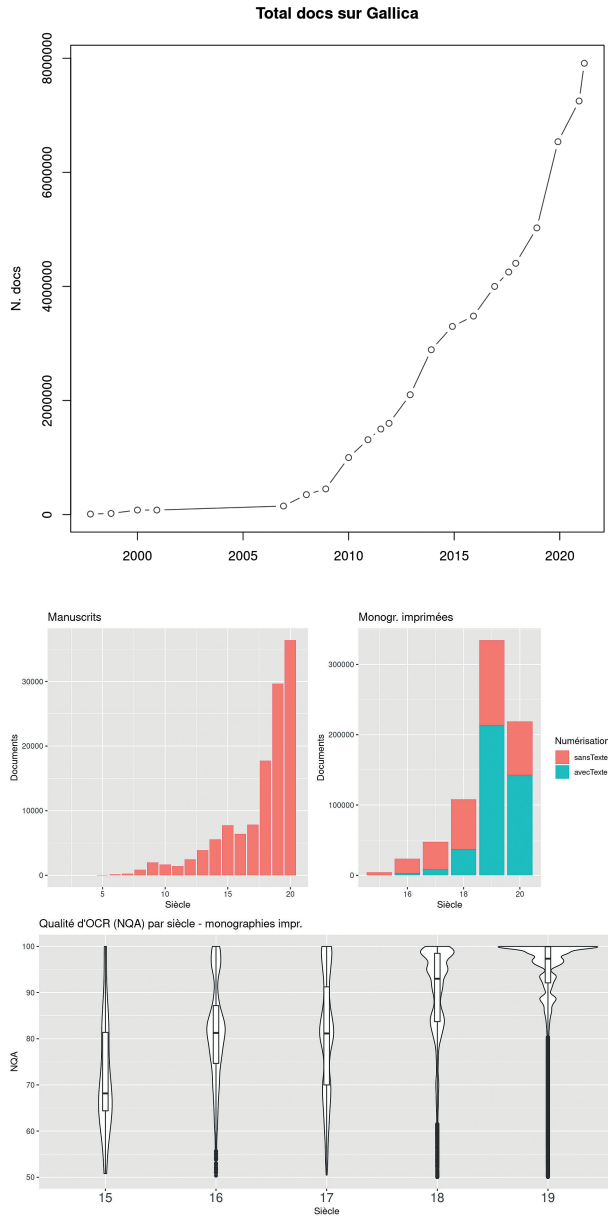 Total docs sur Gallica
N. docs
8000000
6000000
4000000
2000000
0
2000 2005 2010 2015 2020
Manuscrits
Documents
30000
20000
10000
0
5 10 15 20
Siècle
Monogr. imprimées
Documents
300000
200000
100000
0
16 18 20
Siècle
Numérisation
sansTexte
avecTexte
Qualité d'OCR (NQA) par siècle - monographies impr.
NQA
100
90
80
70
60
50
15 16 17 18 19
Siècle